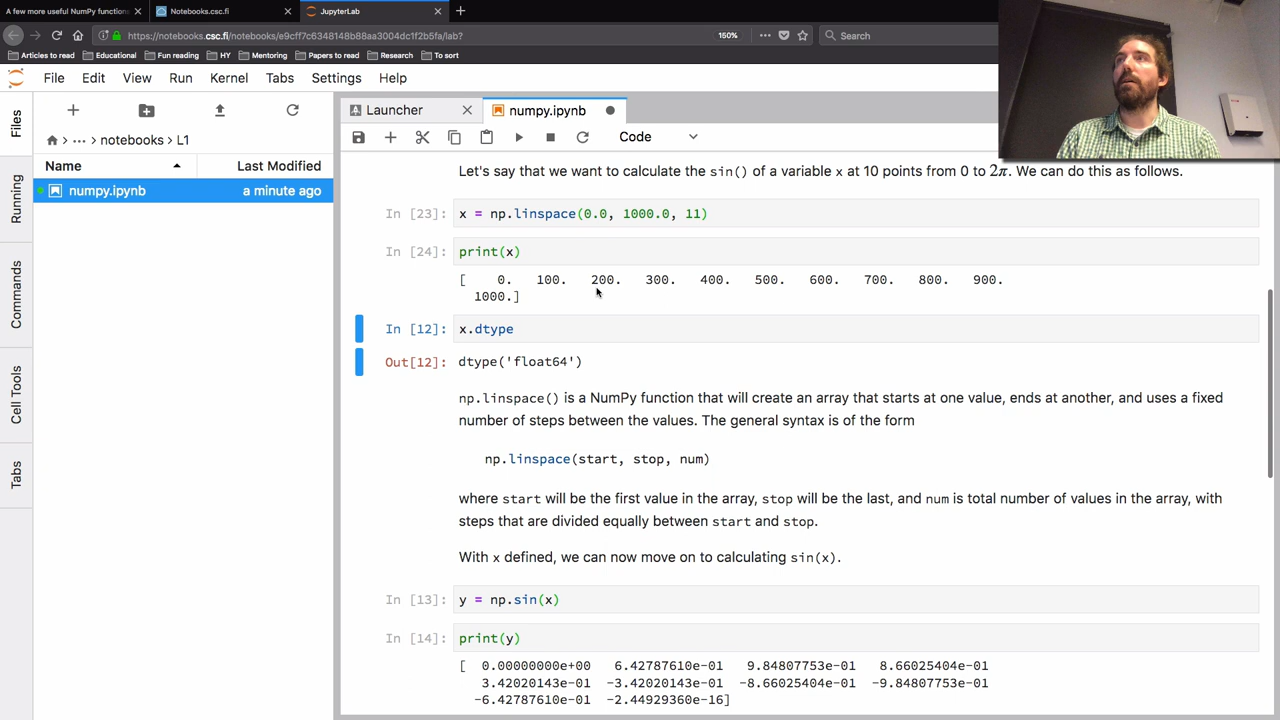 A few more useful NumPy function:
Notebooks.csc.fi
JupyterLab
https://notebooks.csc.fi/notebooks/e9cff7c6348148b88aa3004dc1f2b5fa/lab?
150%
Search
Articles to read
Educational
Fun reading
HY
Mentoring
Papers to read
Research
To sort
File Edit View Run Kernel Tabs Settings Help
Files
Running
Commands
Cell Tools
Tabs
… notebooks L1
Name
Last Modified
numpy.ipynb
a minute ago
Launcher
numpy.ipynb
Code
Let's say that we want to calculate the sin() of a variable x at 10 points from 0 to 2π. We can do this as follows.
In [23]: x = np.linspace(0.0, 1000.0, 11)
In [24]: print(x)
[ 0. 100. 200. 300. 400. 500. 600. 700. 800. 900.
1000.]
In [12]: x.dtype
Out[12]: dtype('float64')
np.linspace() is a NumPy function that will create an array that starts at one value, ends at another, and uses a fixed
number of steps between the values. The general syntax is of the form
np.linspace(start, stop, num)
where start will be the first value in the array, stop will be the last, and num is total number of values in the array, with
steps that are divided equally between start and stop.
With x defined, we can now move on to calculating sin(x).
In [13]: y = np.sin(x)
In [14]: print(y)
[ 0.00000000e+00 6.42787610e-01 9.84807753e-01 8.66025404e-01
3.42020143e-01 -3.42020143e-01 -8.66025404e-01 -9.84807753e-01
-6.42787610e-01 -2.44929360e-16]